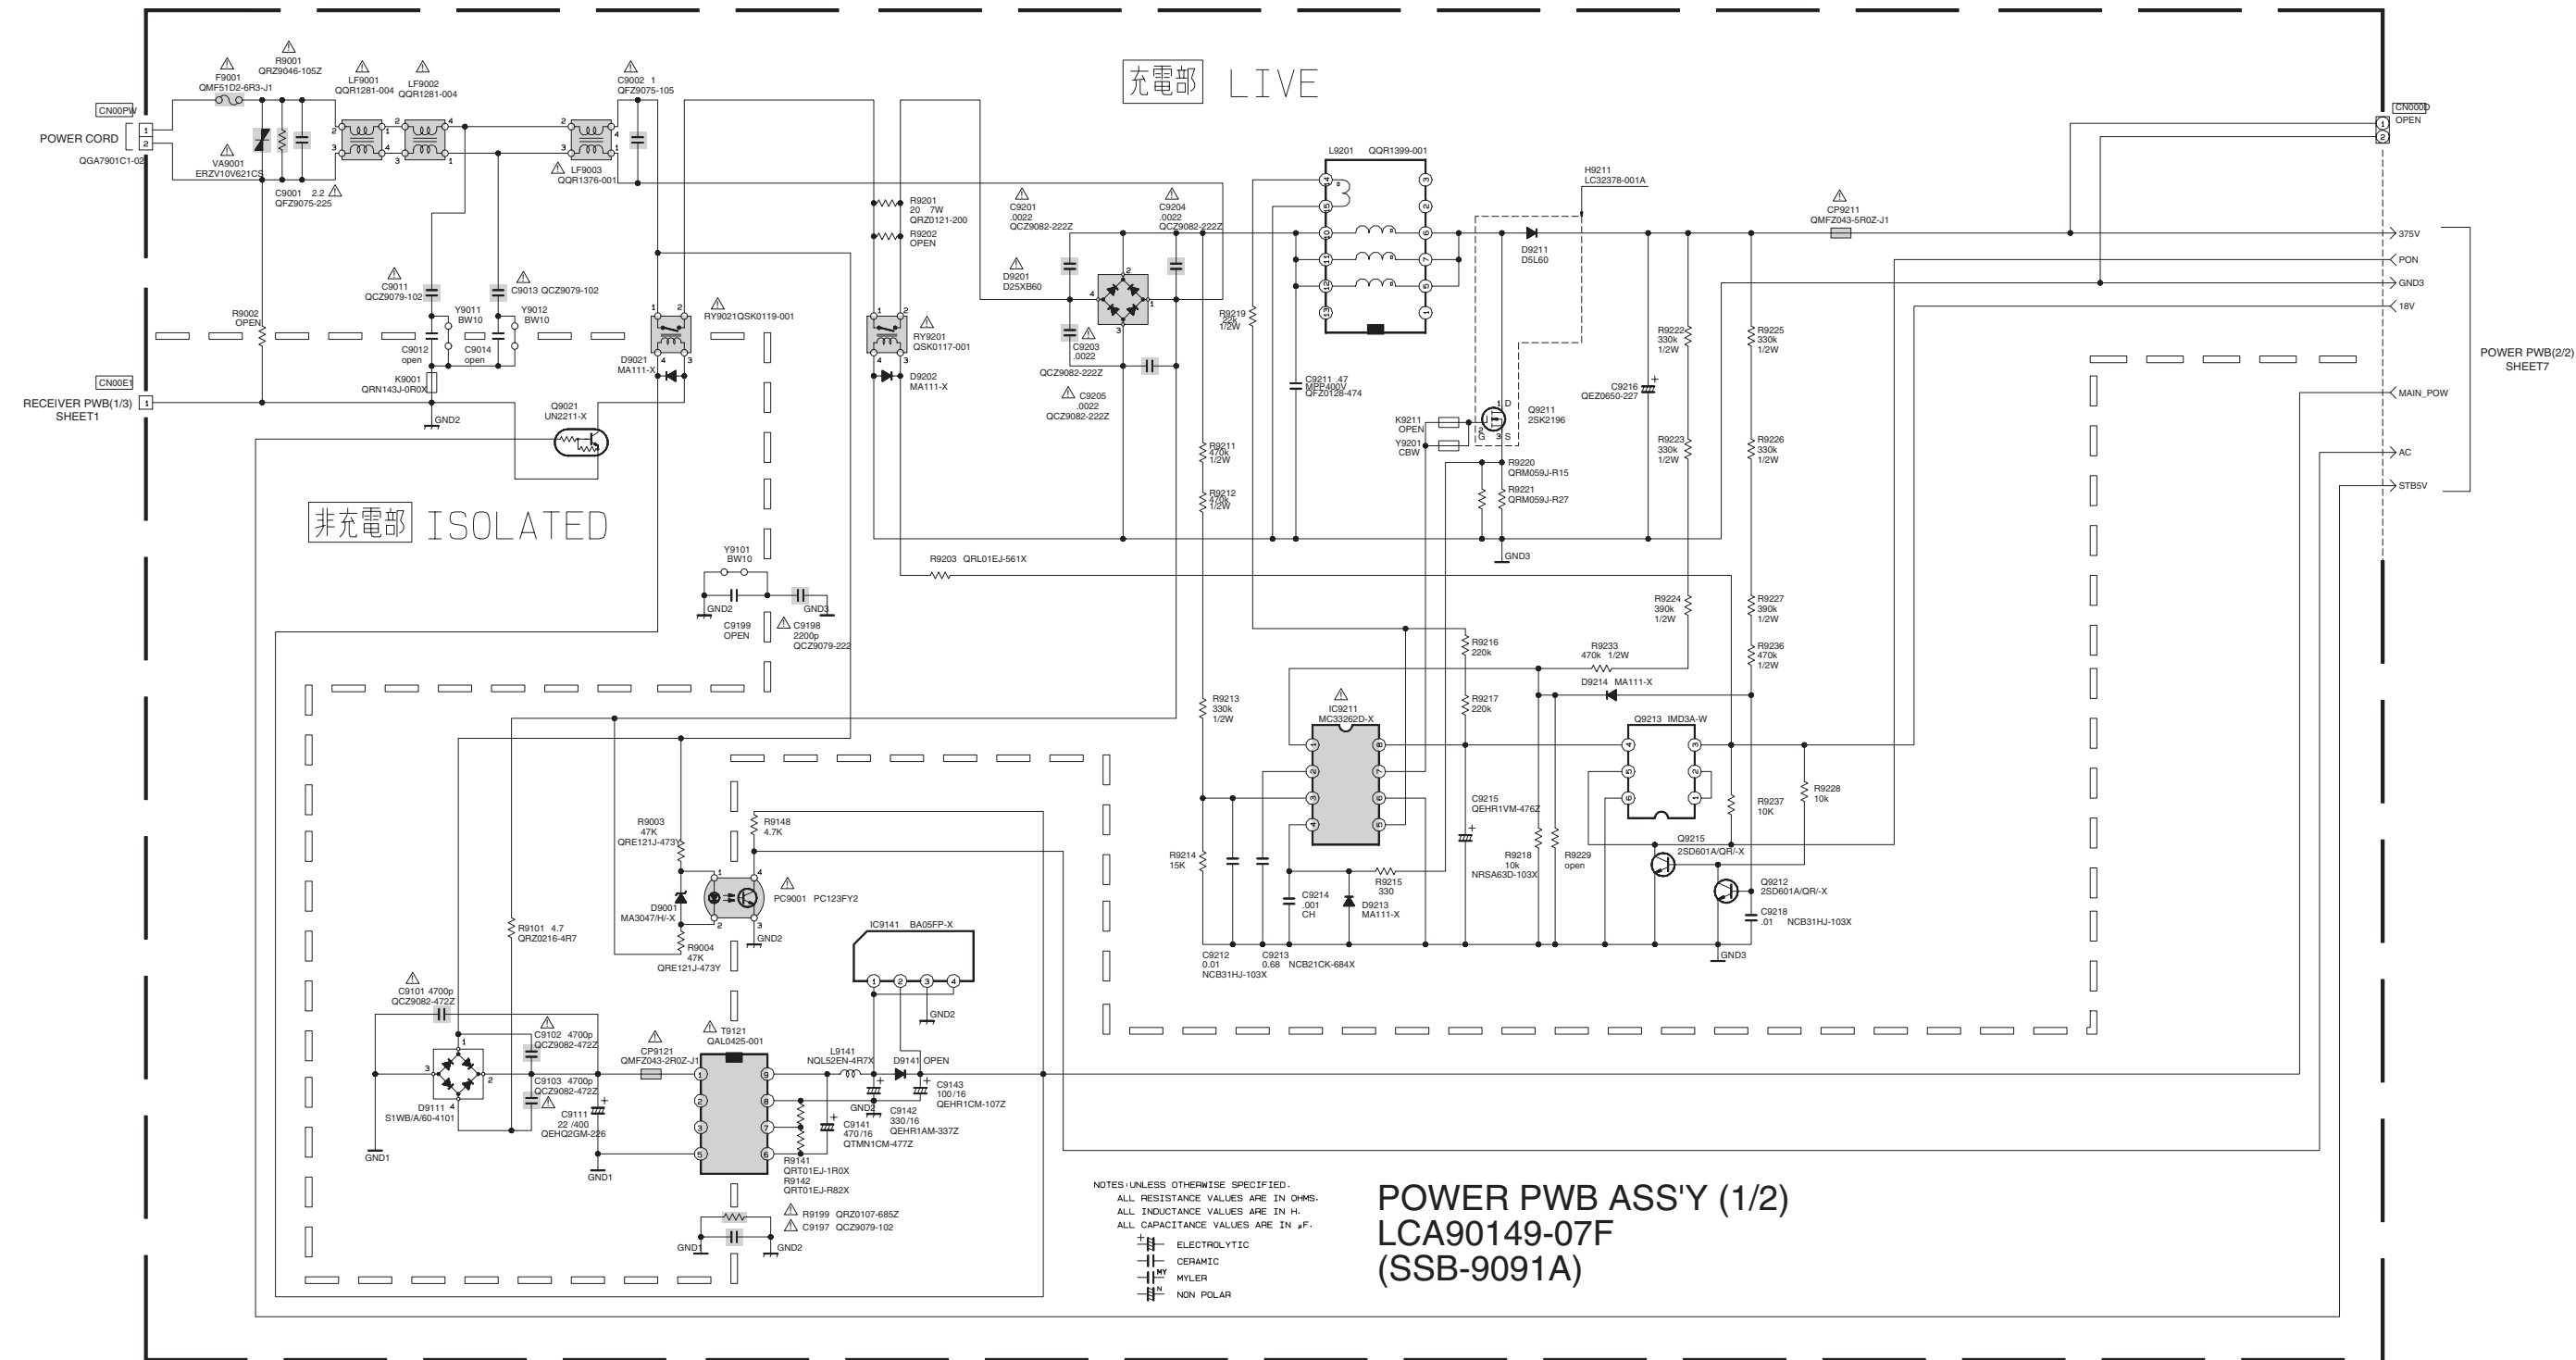 充電部 LIVE
CN00PW
POWER CORD
1
2
QGA7901C1-02
F9001
QMF51D2-6R3-J1
R9001
QRZ9046-105Z
VA9001
ERZV10V621CS
C9001 2.2
QFZ9075-225
LF9001
QQR1281-004
LF9002
QQR1281-004
LF9003
QQR1376-001
C9002 1
QFZ9075-105
C9011
QCZ9079-102
C9013 QCZ9079-102
Y9011
BW10
Y9012
BW10
C9012
open
C9014
open
R9002
OPEN
K9001
QRN143J-0R0X
GND2
CN00E1
RECEIVER PWB(1/3)
SHEET1
1
Q9021
UN2211-X
D9021
MA111-X
RY9021QSK0119-001
非充電部 ISOLATED
R9201
20 7W
QRZ0121-200
R9202
OPEN
RY9201
QSK0117-001
D9202
MA111-X
C9201
.0022
QCZ9082-222Z
C9204
.0022
QCZ9082-222Z
D9201
D25XB60
C9203
.0022
QCZ9082-222Z
C9205
.0022
QCZ9082-222Z
R9203 QRL01EJ-561X
Y9101
BW10
GND2
GND3
C9199
OPEN
C9198
2200p
QCZ9079-222
L9201 QQR1399-001
H9211
LC32378-001A
D9211
D5L60
CP9211
QMFZ043-5R0Z-J1
R9219
22k
1/2W
C9211 .47
MPP400V
QFZ0128-474
R9211
470k
1/2W
R9212
470k
1/2W
K9211
OPEN
Y9201
CBW
1 D
2
G 3 S
Q9211
2SK2196
R9220
QRM059J-R15
R9221
QRM059J-R27
GND3
C9216
QEZ0650-227
R9222
330k
1/2W
R9225
330k
1/2W
R9223
330k
1/2W
R9226
330k
1/2W
R9224
390k
1/2W
R9227
390k
1/2W
R9236
470k
1/2W
R9233
470k 1/2W
D9214 MA111-X
R9216
220k
R9217
220k
R9213
330k
1/2W
IC9211
MC33262D-X
Q9213 IMD3A-W
C9215
QEHR1VM-476Z
R9218
10k
NRSA63D-103X
R9229
open
R9237
10K
R9228
10k
Q9215
2SD601A/QR/-X
Q9212
2SD601A/QR/-X
C9218
.01 NCB31HJ-103X
GND3
R9214
15K
C9212
0.01
NCB31HJ-103X
C9213
0.68 NCB21CK-684X
C9214
.001
CH
D9213
MA111-X
R9215
330
CN000D
OPEN
1
2
375V
PON
GND3
18V
MAIN_POW
AC
STB5V
POWER PWB(2/2)
SHEET7
R9003
47K
QRE121J-473Y
D9001
MA3047/H/-X
R9004
47K
QRE121J-473Y
R9148
4.7K
PC9001 PC123FY2
GND2
R9101 4.7
QRZ0216-4R7
IC9141 BA05FP-X
GND2
C9101 4700p
QCZ9082-472Z
C9102 4700p
QCZ9082-472Z
C9103 4700p
QCZ9082-472Z
D9111
S1WB/A/60-4101
C9111
22 /400
QEHQ2GM-226
GND1
GND1
CP9121
QMFZ043-2R0Z-J1
T9121
QAL0425-001
L9141
NQL52EN-4R7X
D9141 OPEN
C9143
100/16
QEHR1CM-107Z
GND2
C9142
330/16
QEHR1AM-337Z
C9141
470/16
QTMN1CM-477Z
R9141
QRT01EJ-1R0X
R9142
QRT01EJ-R82X
R9199 QRZ0107-685Z
C9197 QCZ9079-102
GND1
GND2
NOTES:UNLESS OTHERWISE SPECIFIED.
ALL RESISTANCE VALUES ARE IN OHMS.
ALL INDUCTANCE VALUES ARE IN H.
ALL CAPACITANCE VALUES ARE IN µF.
ELECTROLYTIC
CERAMIC
MY MYLER
N NON POLAR
POWER PWB ASS'Y (1/2)
LCA90149-07F
(SSB-9091A)